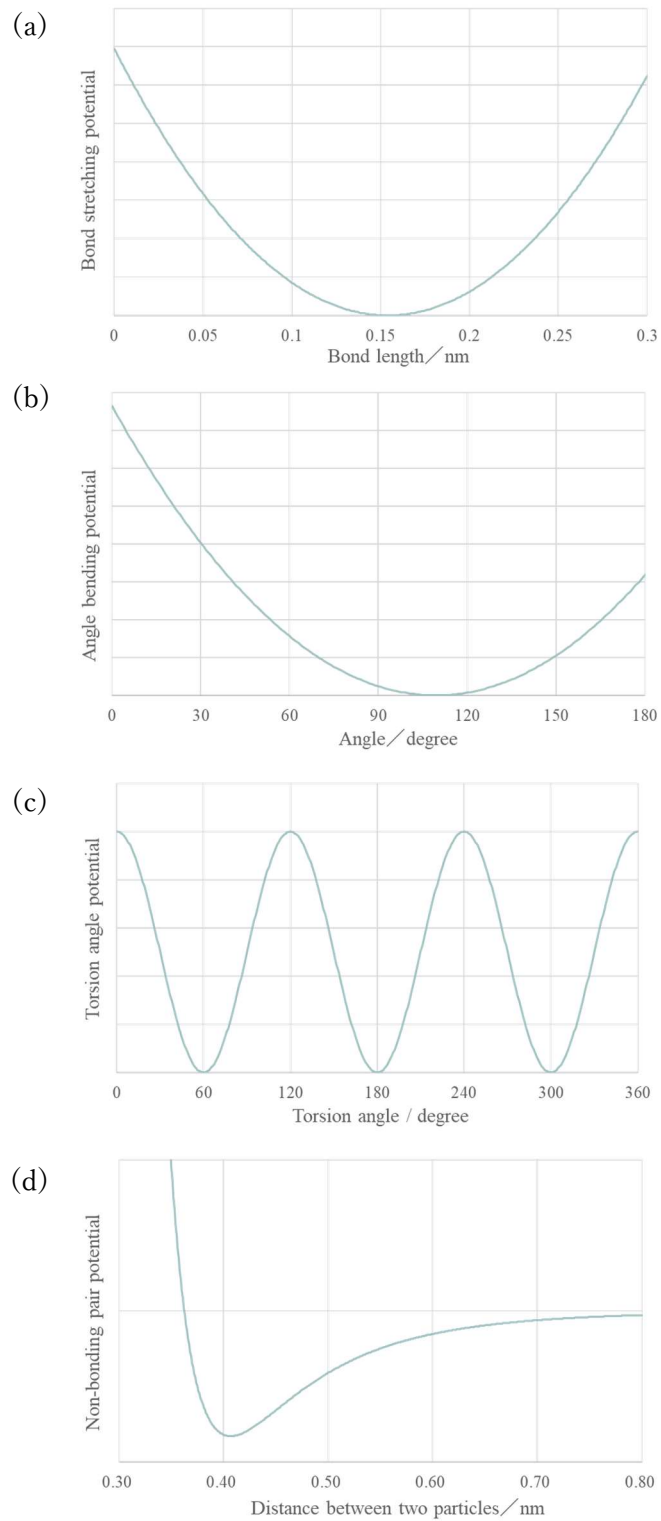 (a)
Bond stretching potential
0 0.05 0.1 0.15 0.2 0.25 0.3
Bond length／nm
(b)
Angle bending potential
0 30 60 90 120 150 180
Angle／degree
(c)
Torsion angle potential
0 60 120 180 240 300 360
Torsion angle / degree
(d)
Non-bonding pair potential
0.30 0.40 0.50 0.60 0.70 0.80
Distance between two particles／nm